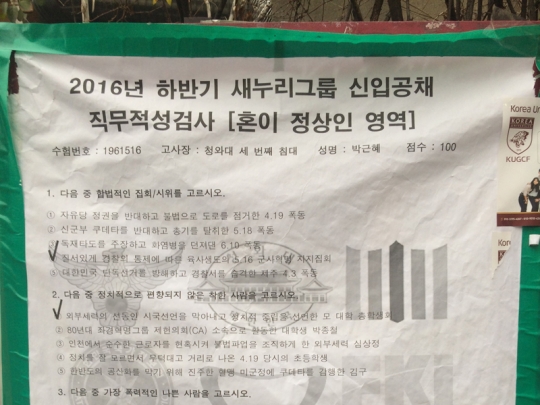 2016년 하반기 새누리그룹 신입공채
직무적성검사 [혼이 정상인 영역]
수험번호 : 1961516 고사장 : 청와대 세 번째 침대 성명 : 박근혜 점수 : 100
1. 다음 중 합법적인 집회/시위를 고르시오.
① 자유당 정권을 반대하고 불법으로 도로를 점거한 4.19 폭동
② 신군부 쿠데타를 반대하고 총기를 탈취한 5.18 폭동
③ 독재타도를 주장하고 화염병을 던지던 6.10 폭동
④ 질서있게 경찰의 통제에 따른 육사생도의 5.16 군사혁명 지지집회
⑤ 대한민국 단독선거를 방해하고 경찰서를 습격한 제주 4.3 폭동
2. 다음 중 정치적으로 편향되지 않은 착한 사람을 고르시오.
① 외부세력의 선동인 시국선언을 막아내고 정치적 중립을 선언한 모 대학 총학생회
② 80년대 좌경혁명그룹 제헌의회(CA) 소속으로 활동한 대학생 박종철
③ 인천에서 순수한 근로자를 현혹시켜 불법파업을 조직하게 한 외부세력 심상정
④ 정치를 잘 모르면서 무턱대고 거리로 나온 4.19 당시의 초등학생
⑤ 한반도의 공산화를 막기 위해 진주한 혈맹 미군정에 쿠데타를 감행한 김구
3. 다음 중 가장 폭력적인 나쁜 사람을 고르시오.
Korea Un
KOREA
KUGCF
Korea